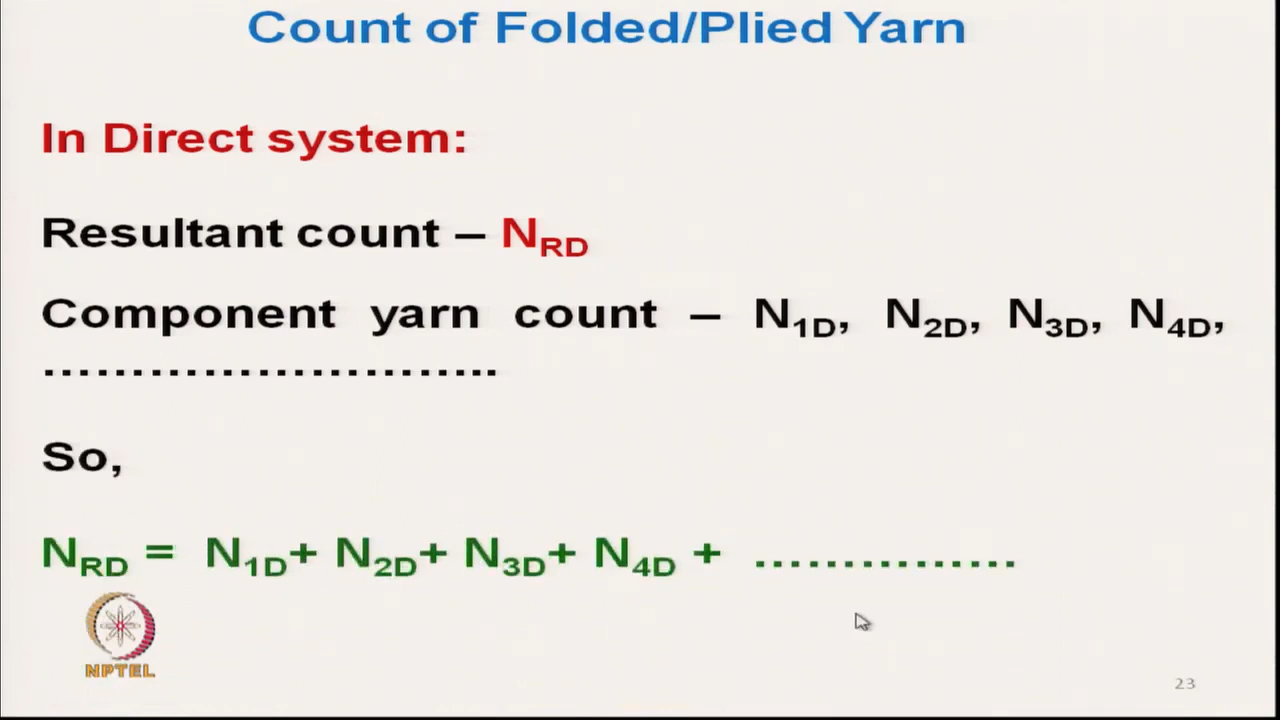 Count of Folded/Plied Yarn
In Direct system:
Resultant count – N_RD
Component yarn count – N_1D, N_2D, N_3D, N_4D,
……………………..
So,
N_RD = N_1D+ N_2D+ N_3D+ N_4D + ……………
NPTEL
23